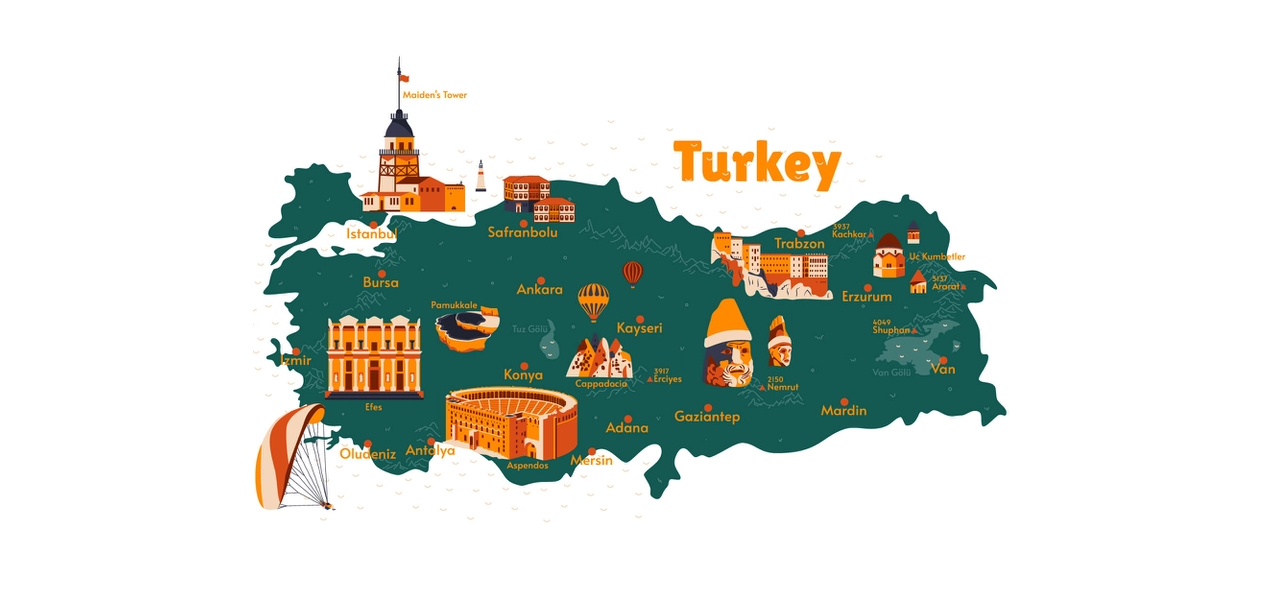 Maiden's Tower
Turkey
Istanbul
Safranbolu
Trabzon
3937
Kachkar
Uc Kumbetler
Bursa
Ankara
Erzurum
5137
Ararat
Pamukkale
Tuz Gölü
Kayseri
4049
Shuphan
Izmir
Van Gölü
Van
Konya
Cappadocia
3917
Erciyes
2150
Nemrut
Efes
Gaziantep
Mardin
Adana
Öludeniz
Antalya
Aspendos
Mersin